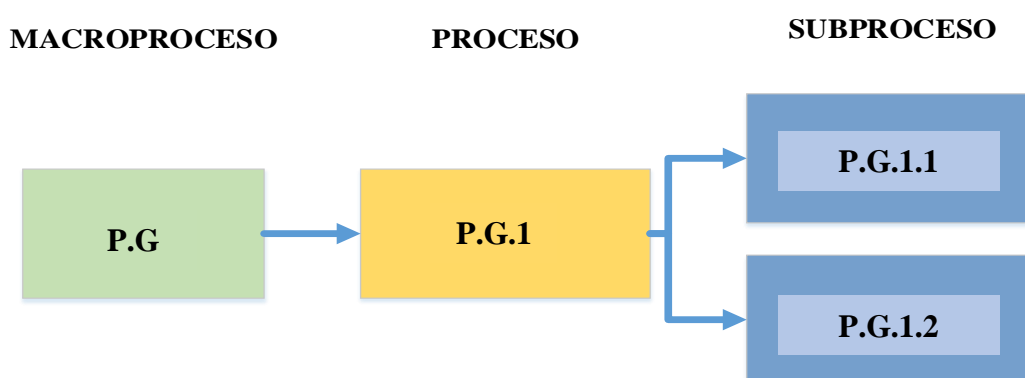 MACROPROCESO
PROCESO
SUBPROCESO
P.G
P.G.1
P.G.1.1
P.G.1.2